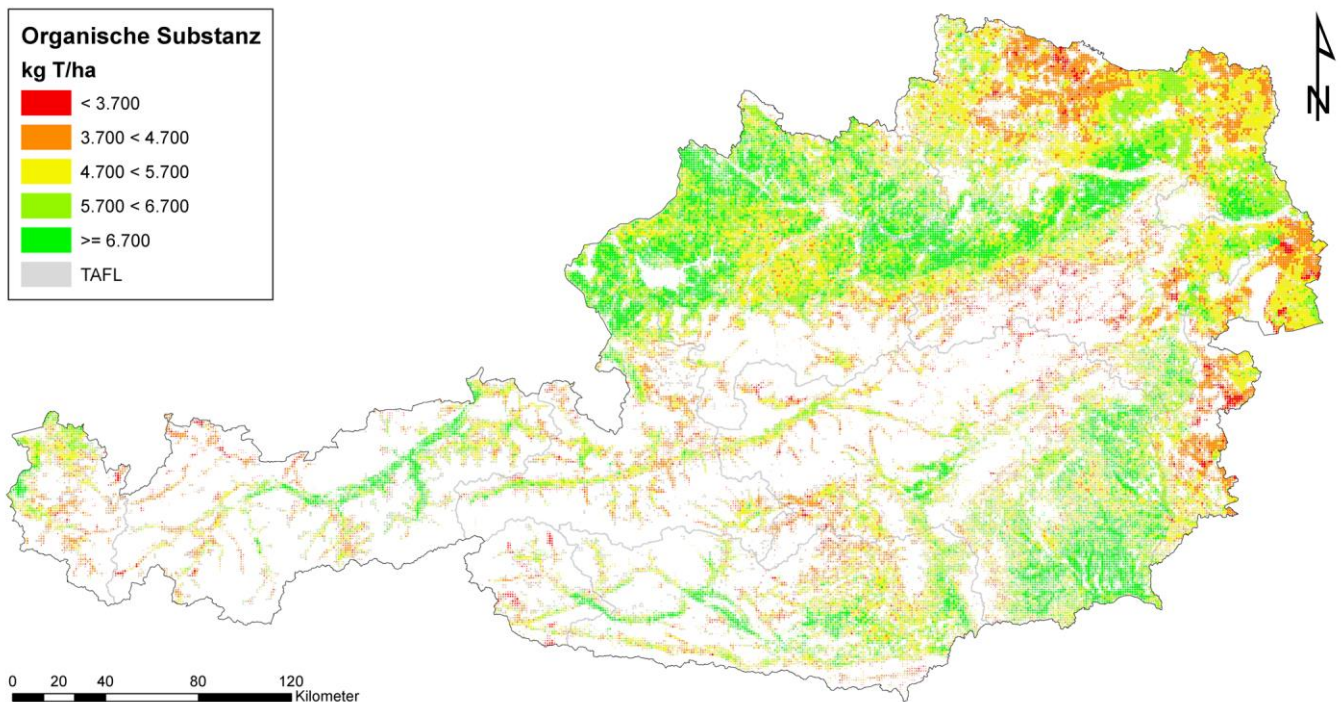 Organische Substanz
kg T/ha
< 3.700
3.700 < 4.700
4.700 < 5.700
5.700 < 6.700
>= 6.700
TAFL
N
0 20 40 80 120
Kilometer